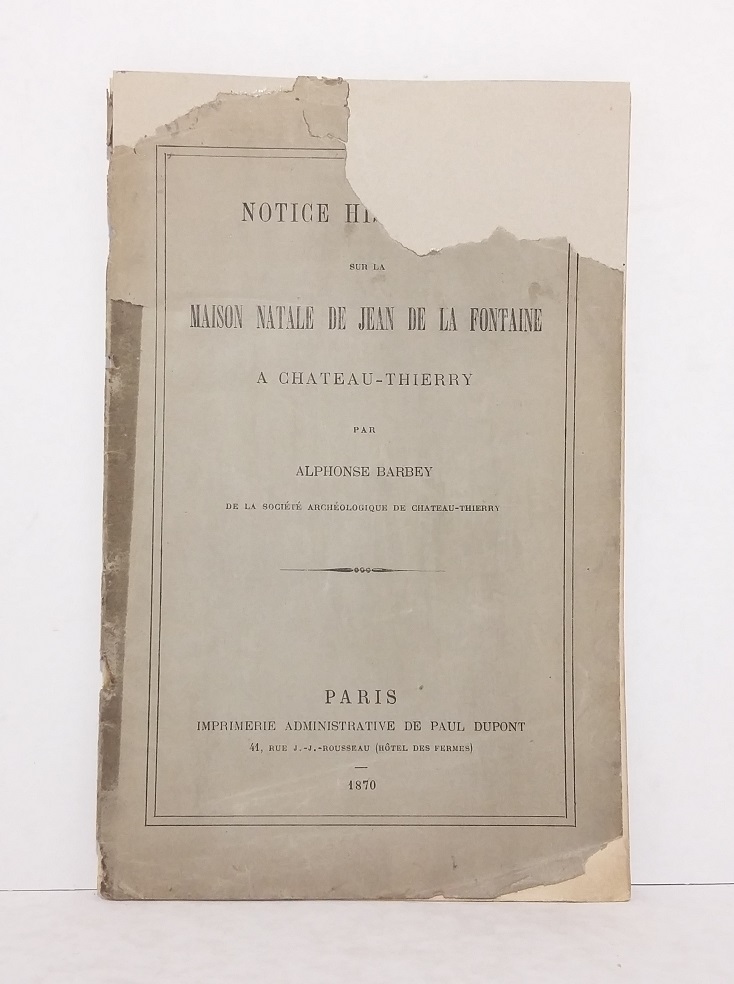 NOTICE HIS
SUR LA
MAISON NATALE DE JEAN DE LA FONTAINE
A CHATEAU-THIERRY
PAR
ALPHONSE BARBEY
DE LA SOCIÉTÉ ARCHÉOLOGIQUE DE CHATEAU-THIERRY
PARIS
IMPRIMERIE ADMINISTRATIVE DE PAUL DUPONT
41, RUE J.-J.-ROUSSEAU (HÔTEL DES FERMES)
1870